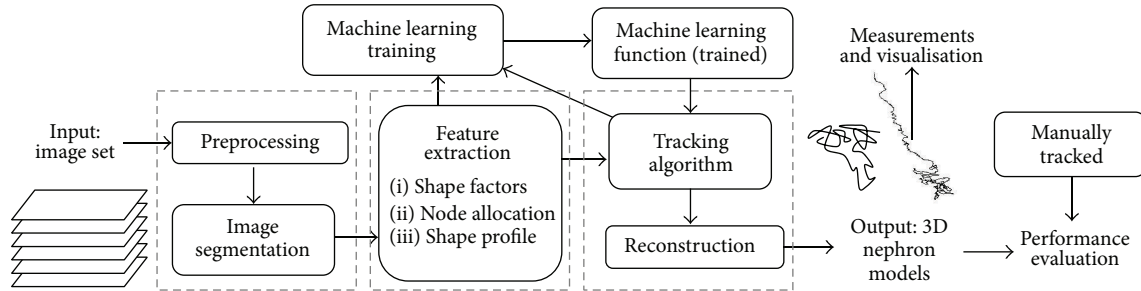 Input:
image set
Preprocessing
Image
segmentation
Machine learning
training
Feature
extraction
(i) Shape factors
(ii) Node allocation
(iii) Shape profile
Machine learning
function (trained)
Tracking
algorithm
Reconstruction
Measurements
and visualisation
Output: 3D
nephron
models
Manually
tracked
Performance
evaluation